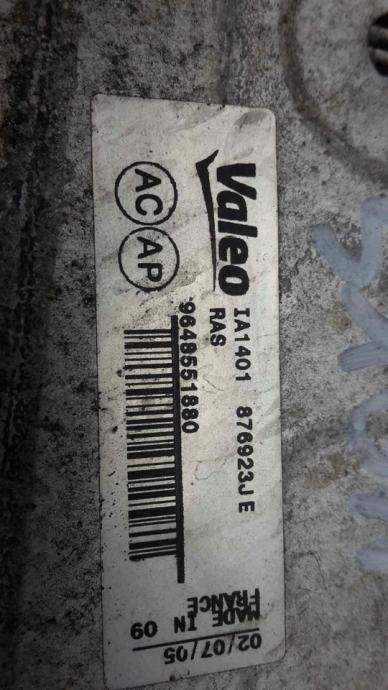 Valeo
IA1401 876923J E
RAS
9648551880
AC AP
02/07/05
MADE IN 09
FRANCE